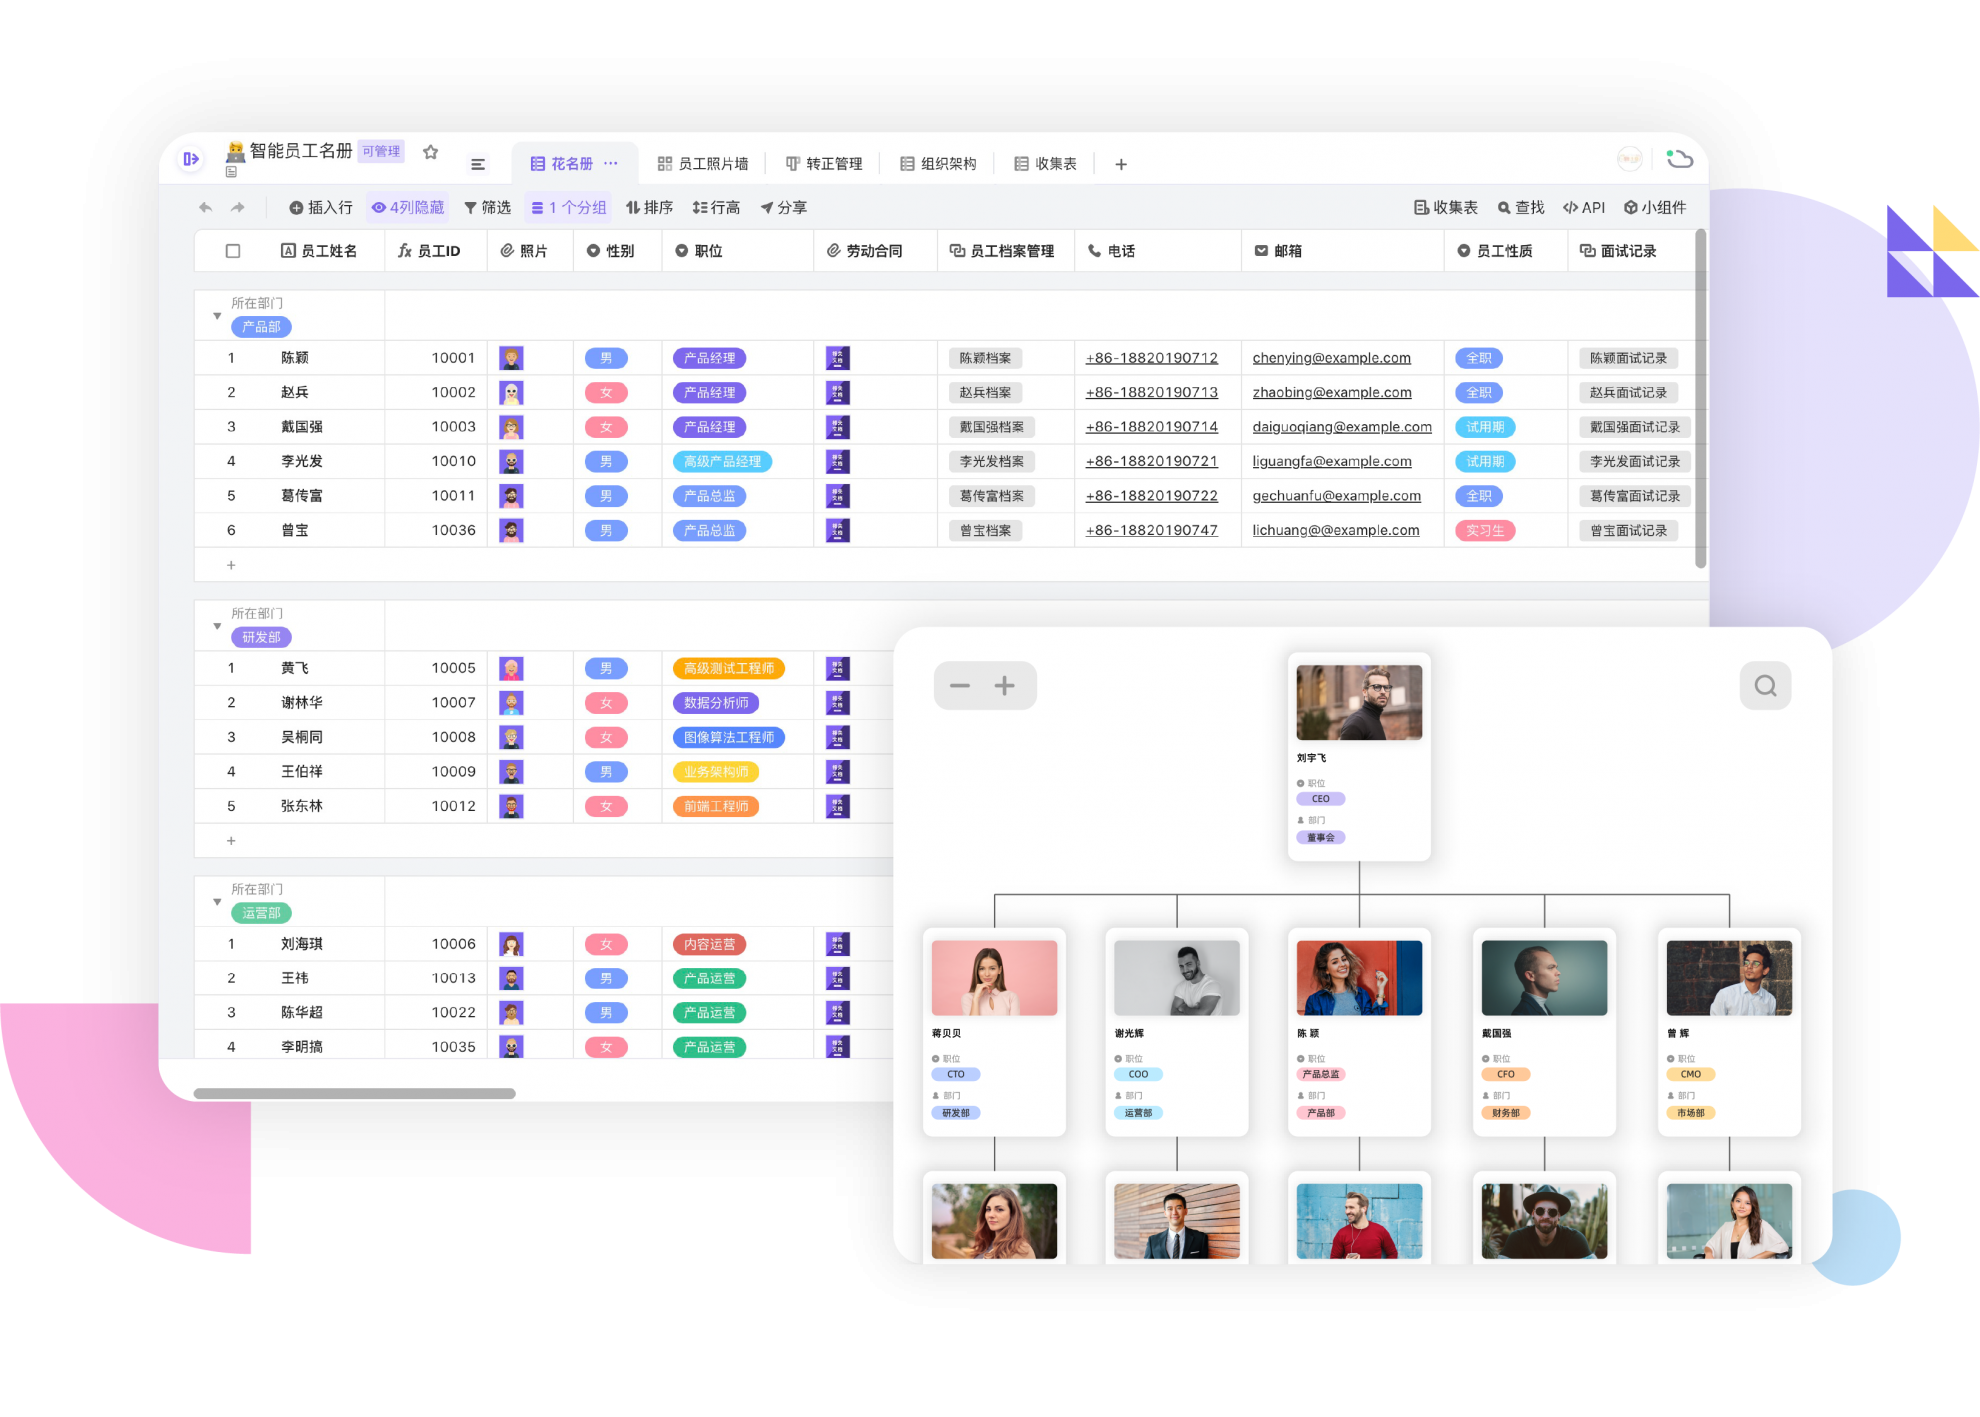 智能员工名册 可管理
花名册 ··· 员工照片墙 转正管理 组织架构 收集表 +
插入行 4列隐藏 筛选 1 个分组 排序 行高 分享 收集表 查找 API 小组件
员工姓名 员工ID 照片 性别 职位 劳动合同 员工档案管理 电话 邮箱 员工性质 面试记录
所在部门
产品部
1 陈颖 10001 男 产品经理 陈颖档案 +86-18820190712 chenying@example.com 全职 陈颖面试记录
2 赵兵 10002 女 产品经理 赵兵档案 +86-18820190713 zhaobing@example.com 全职 赵兵面试记录
3 戴国强 10003 女 产品经理 戴国强档案 +86-18820190714 daiguoqiang@example.com 试用期 戴国强面试记录
4 李光发 10010 男 高级产品经理 李光发档案 +86-18820190721 liguangfa@example.com 试用期 李光发面试记录
5 葛传富 10011 男 产品总监 葛传富档案 +86-18820190722 gechuanfu@example.com 全职 葛传富面试记录
6 曾宝 10036 男 产品总监 曾宝档案 +86-18820190747 lichuang@@example.com 实习生 曾宝面试记录
+
所在部门
研发部
1 黄飞 10005 男 高级测试工程师
2 谢林华 10007 女 数据分析师
3 吴桐同 10008 女 图像算法工程师
4 王伯祥 10009 男 业务架构师
5 张东林 10012 女 前端工程师
+
所在部门
运营部
1 刘海琪 10006 女 内容运营
2 王祎 10013 男 产品运营
3 陈华超 10022 男 产品运营
4 李明搞 10035 女 产品运营
刘宇飞
职位
CEO
部门
董事会
蒋贝贝 谢光辉 陈 颖 戴国强 曾 辉
职位 职位 职位 职位 职位
CTO COO 产品总监 CFO CMO
部门 部门 部门 部门 部门
研发部 运营部 产品部 财务部 市场部